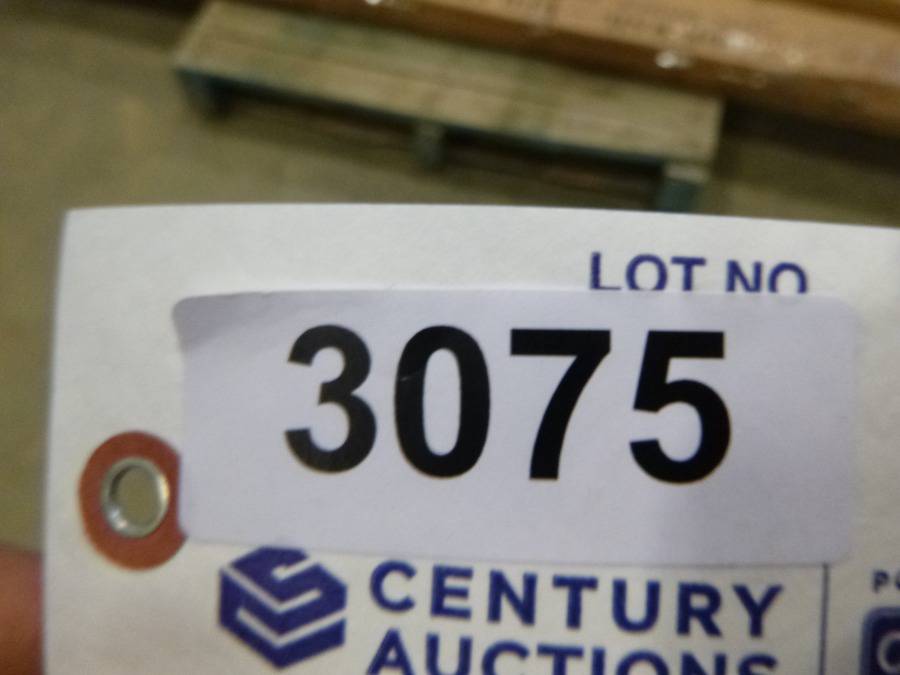 LOT NO
3075
CENTURY
AUCTIONS